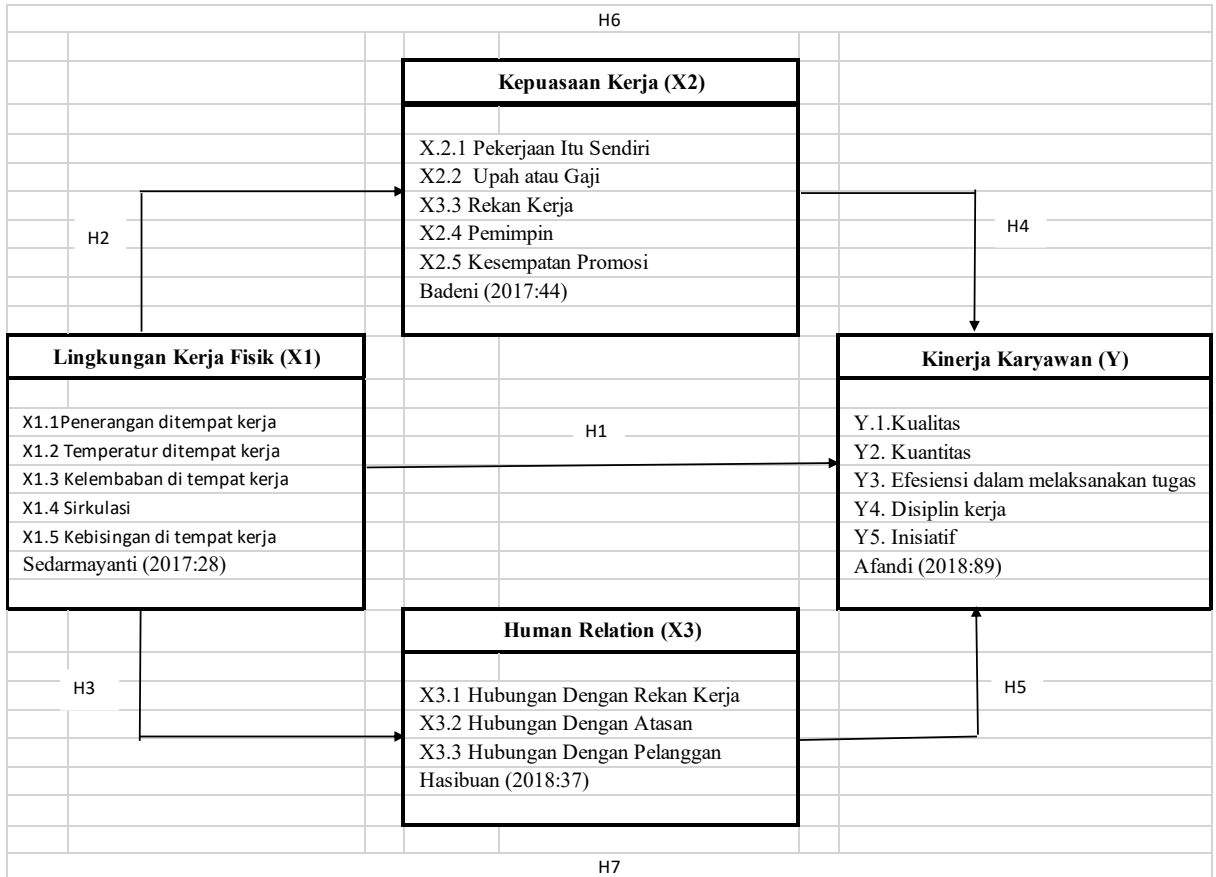 H6
Kepuasaan Kerja (X2)
X.2.1 Pekerjaan Itu Sendiri
X2.2 Upah atau Gaji
X3.3 Rekan Kerja
X2.4 Pemimpin
X2.5 Kesempatan Promosi
Badeni (2017:44)
H2
H4
Lingkungan Kerja Fisik (X1)
X1.1Penerangan ditempat kerja
X1.2 Temperatur ditempat kerja
X1.3 Kelembaban di tempat kerja
X1.4 Sirkulasi
X1.5 Kebisingan di tempat kerja
Sedarmayanti (2017:28)
H1
Kinerja Karyawan (Y)
Y.1.Kualitas
Y2. Kuantitas
Y3. Efesiensi dalam melaksanakan tugas
Y4. Disiplin kerja
Y5. Inisiatif
Afandi (2018:89)
H3
Human Relation (X3)
X3.1 Hubungan Dengan Rekan Kerja
X3.2 Hubungan Dengan Atasan
X3.3 Hubungan Dengan Pelanggan
Hasibuan (2018:37)
H5
H7